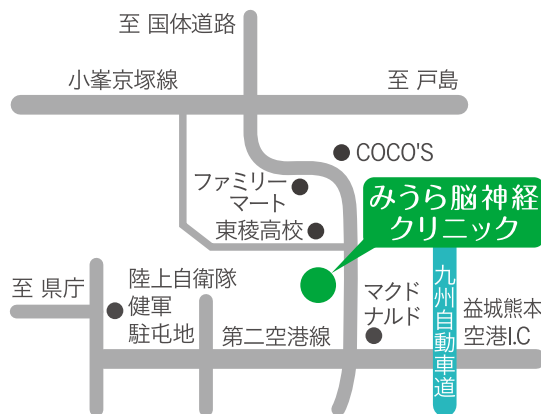 至 国体道路
小峯京塚線
至 戸島
COCO'S
ファミリー
マート
みうら脳神経
クリニック
東稜高校
至 県庁
陸上自衛隊
健軍
駐屯地
マクド
ナルド
九州自動車道
益城熊本
空港I.C
第二空港線